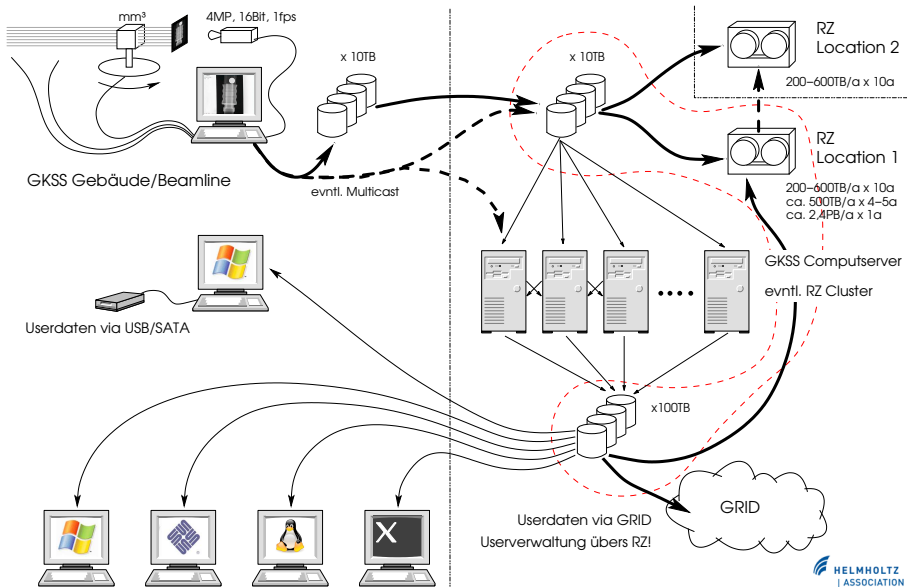 mm³
4MP, 16Bit, 1fps
x 10TB
x 10TB
RZ
Location 2
200–600TB/a x 10a
RZ
Location 1
200–600TB/a x 10a
ca. 500TB/a x 4–5a
ca. 2,4PB/a x 1a
GKSS Gebäude/Beamline
evntl. Multicast
GKSS Computserver
evntl. RZ Cluster
Userdaten via USB/SATA
x100TB
X
GRID
Userdaten via GRID
Userverwaltung übers RZ!
HELMHOLTZ
| ASSOCIATION